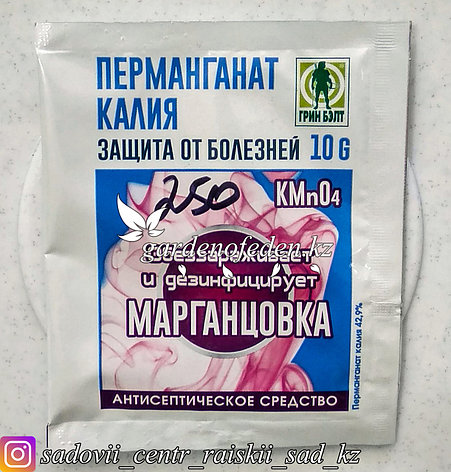 ПЕРМАНГАНАТ
КАЛИЯ
ЗАЩИТА ОТ БОЛЕЗНЕЙ 10 G
ГРИН БЭЛТ
250
KMnO4
gardenofeden.kz
Обеззараживает
и дезинфицирует
МАРГАНЦОВКА
Перманганат калия 42,9%
АНТИСЕПТИЧЕСКОЕ СРЕДСТВО
sadovii_centr_raiskii_sad_kz